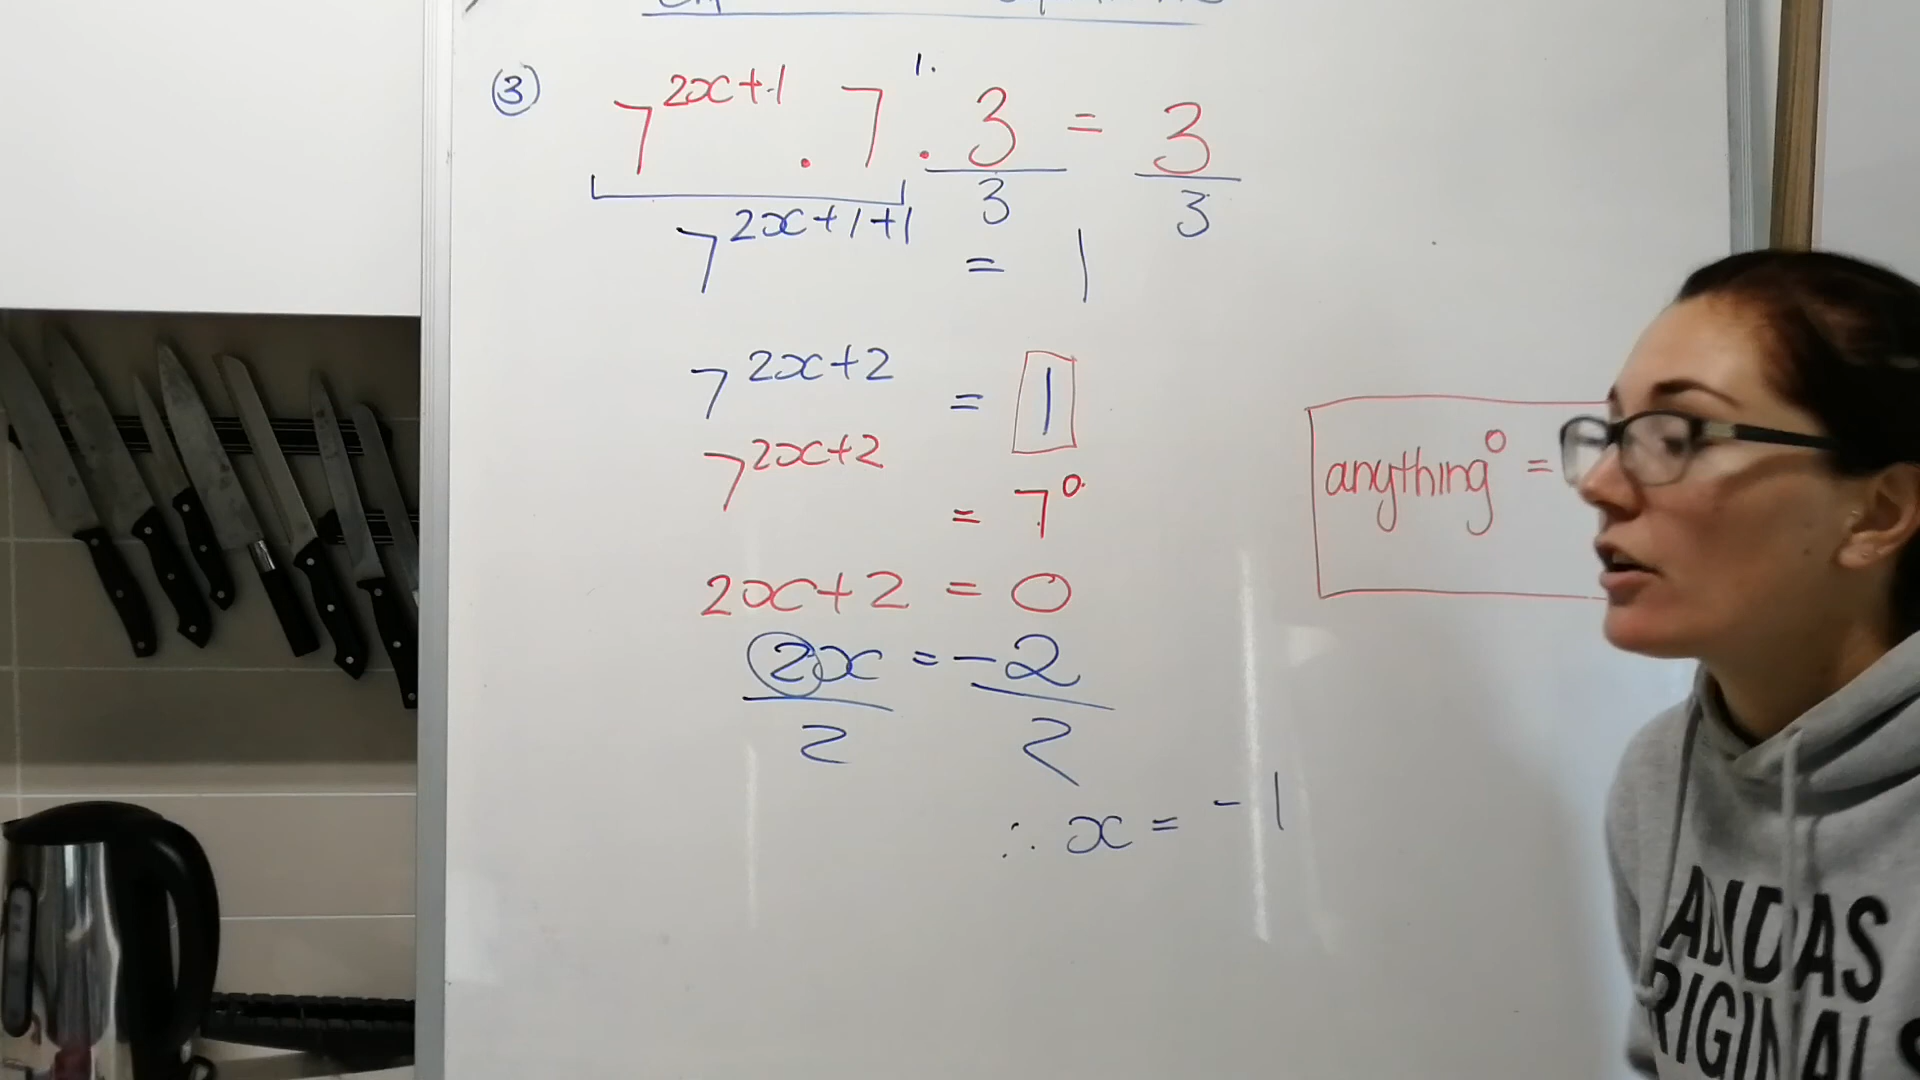 ③ 7^{2x+1} . 7^{1.} . 3/3 = 3/3
7^{2x+1+1} = 1
7^{2x+2} = 1
7^{2x+2} = 7^0
anything^0 =
2x+2 = 0
2x/2 = -2/2
∴ x = -1
ADIDAS
RIGINALS